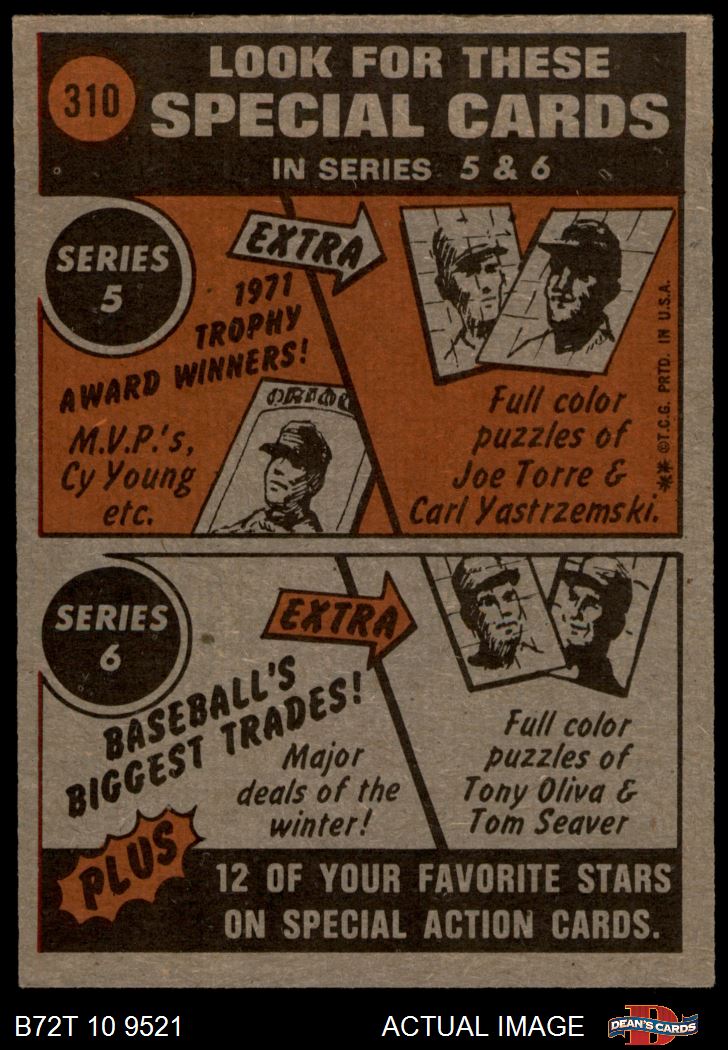 310
LOOK FOR THESE
SPECIAL CARDS
IN SERIES 5 & 6
SERIES
5
EXTRA
1971
TROPHY
AWARD WINNERS!
M.V.P.'s,
Cy Young
etc.
Full color
puzzles of
Joe Torre &
Carl Yastrzemski.
** ©T.C.G. PRTD. IN U.S.A.
SERIES
6
EXTRA
BASEBALL'S
BIGGEST TRADES!
Major
deals of the
winter!
Full color
puzzles of
Tony Oliva &
Tom Seaver
PLUS
12 OF YOUR FAVORITE STARS
ON SPECIAL ACTION CARDS.
B72T 10 9521
ACTUAL IMAGE
DEAN'S CARDS